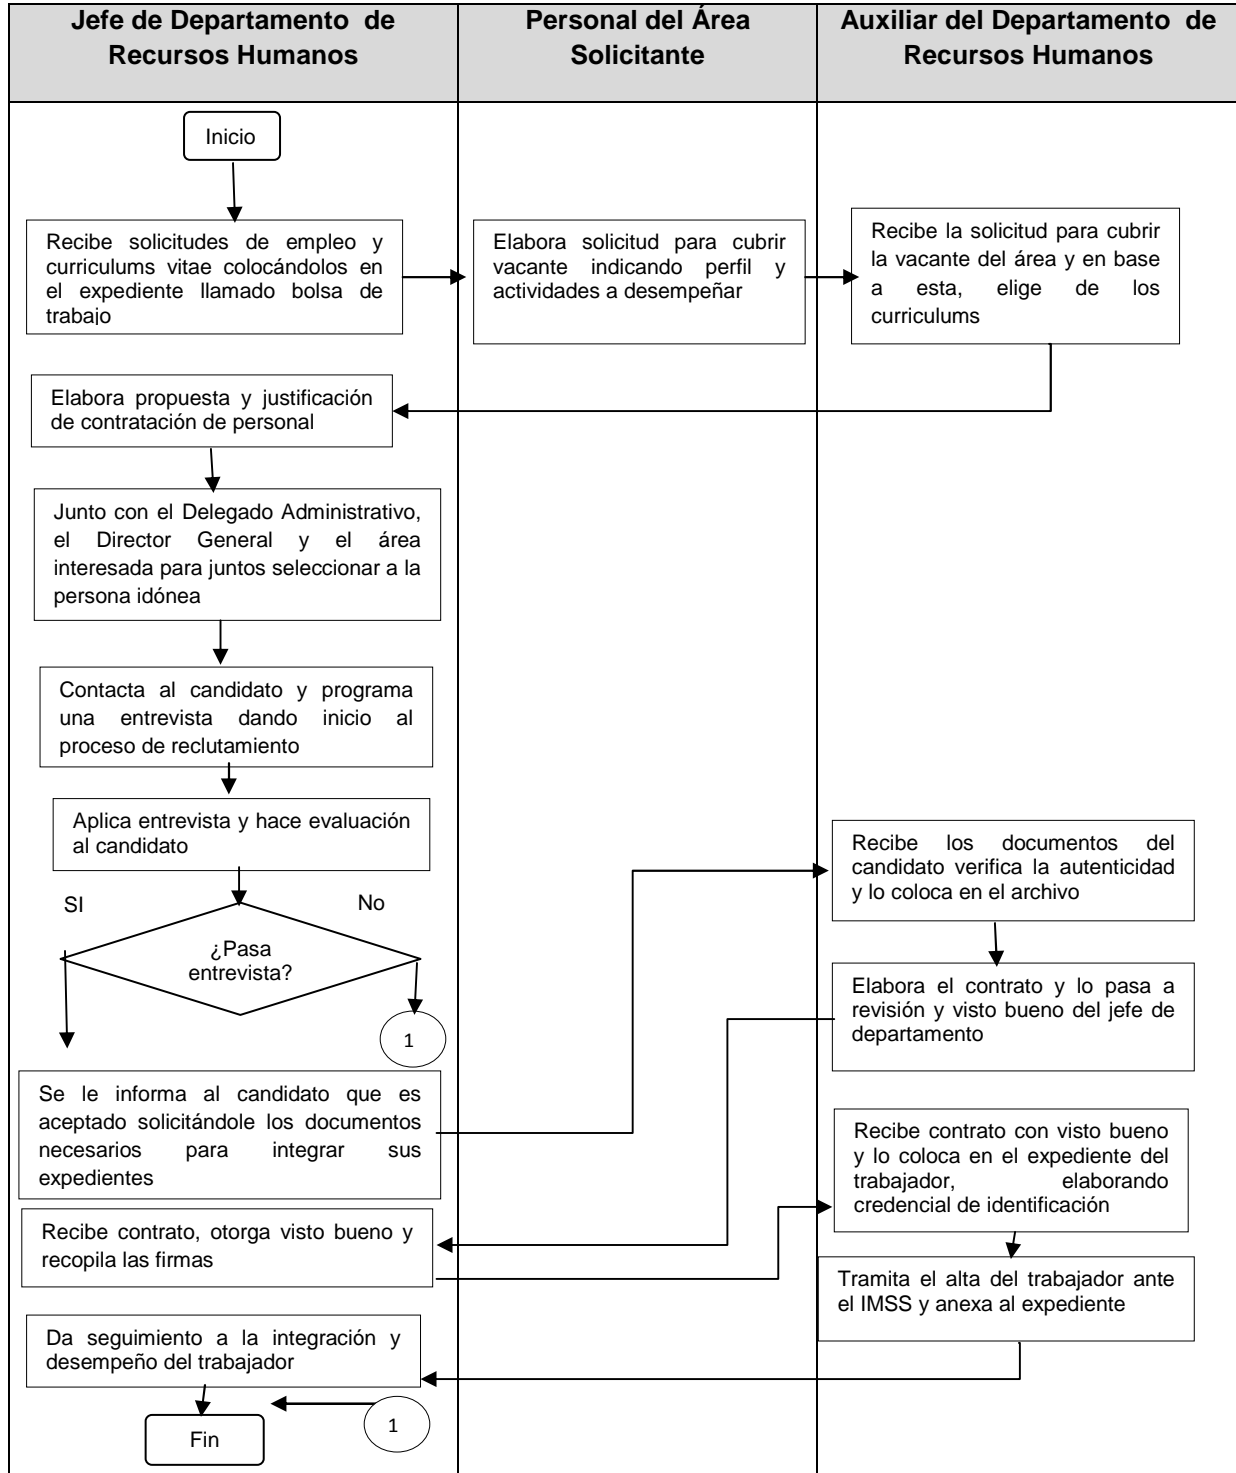 Jefe de Departamento de
Recursos Humanos
Personal del Área
Solicitante
Auxiliar del Departamento de
Recursos Humanos
Inicio
Recibe solicitudes de empleo y
curriculums vitae colocándolos en
el expediente llamado bolsa de
trabajo
Elabora solicitud para cubrir
vacante indicando perfil y
actividades a desempeñar
Recibe la solicitud para cubrir
la vacante del área y en base
a esta, elige de los
curriculums
Elabora propuesta y justificación
de contratación de personal
Junto con el Delegado Administrativo,
el Director General y el área
interesada para juntos seleccionar a la
persona idónea
Contacta al candidato y programa
una entrevista dando inicio al
proceso de reclutamiento
Aplica entrevista y hace evaluación
al candidato
SI
No
¿Pasa
entrevista?
1
Recibe los documentos del
candidato verifica la autenticidad
y lo coloca en el archivo
Elabora el contrato y lo pasa a
revisión y visto bueno del jefe de
departamento
Se le informa al candidato que es
aceptado solicitándole los documentos
necesarios para integrar sus
expedientes
Recibe contrato con visto bueno
y lo coloca en el expediente del
trabajador, elaborando
credencial de identificación
Recibe contrato, otorga visto bueno y
recopila las firmas
Tramita el alta del trabajador ante
el IMSS y anexa al expediente
Da seguimiento a la integración y
desempeño del trabajador
1
Fin